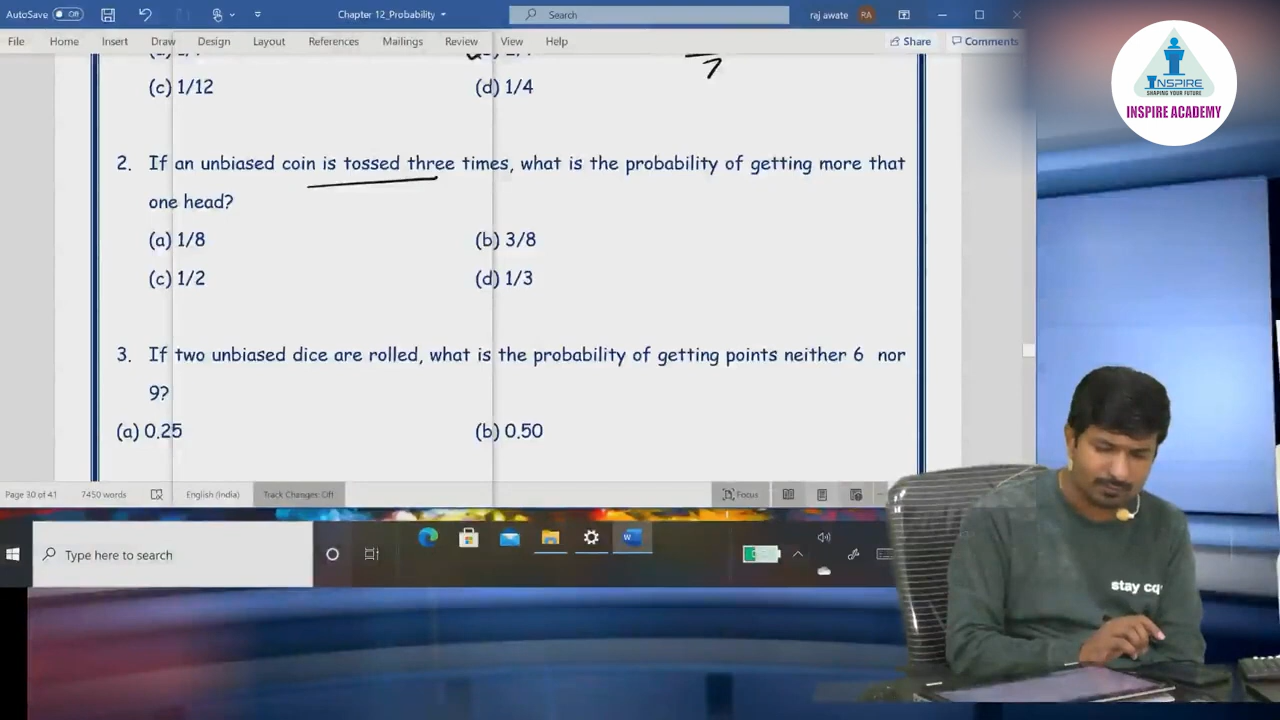 AutoSave Off Chapter 12_Probability Search raj awate RA
File Home Insert Draw Design Layout References Mailings Review View Help Share Comments
(c) 1/12 (d) 1/4
2. If an unbiased coin is tossed three times, what is the probability of getting more that
one head?
(a) 1/8 (b) 3/8
(c) 1/2 (d) 1/3
3. If two unbiased dice are rolled, what is the probability of getting points neither 6 nor
9?
(a) 0.25 (b) 0.50
Page 30 of 41 7450 words English (India) Track Changes: Off Focus
Type here to search
INSPIRE
SHAPING YOUR FUTURE
INSPIRE ACADEMY
stay